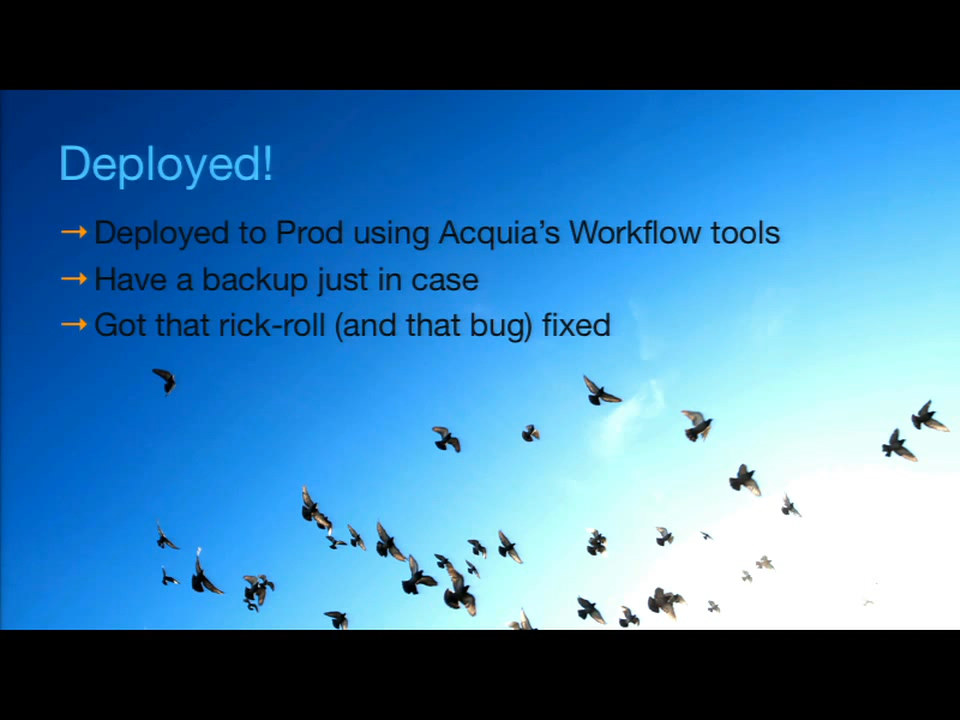 Deployed!
→ Deployed to Prod using Acquia’s Workflow tools
→ Have a backup just in case
→ Got that rick-roll (and that bug) fixed